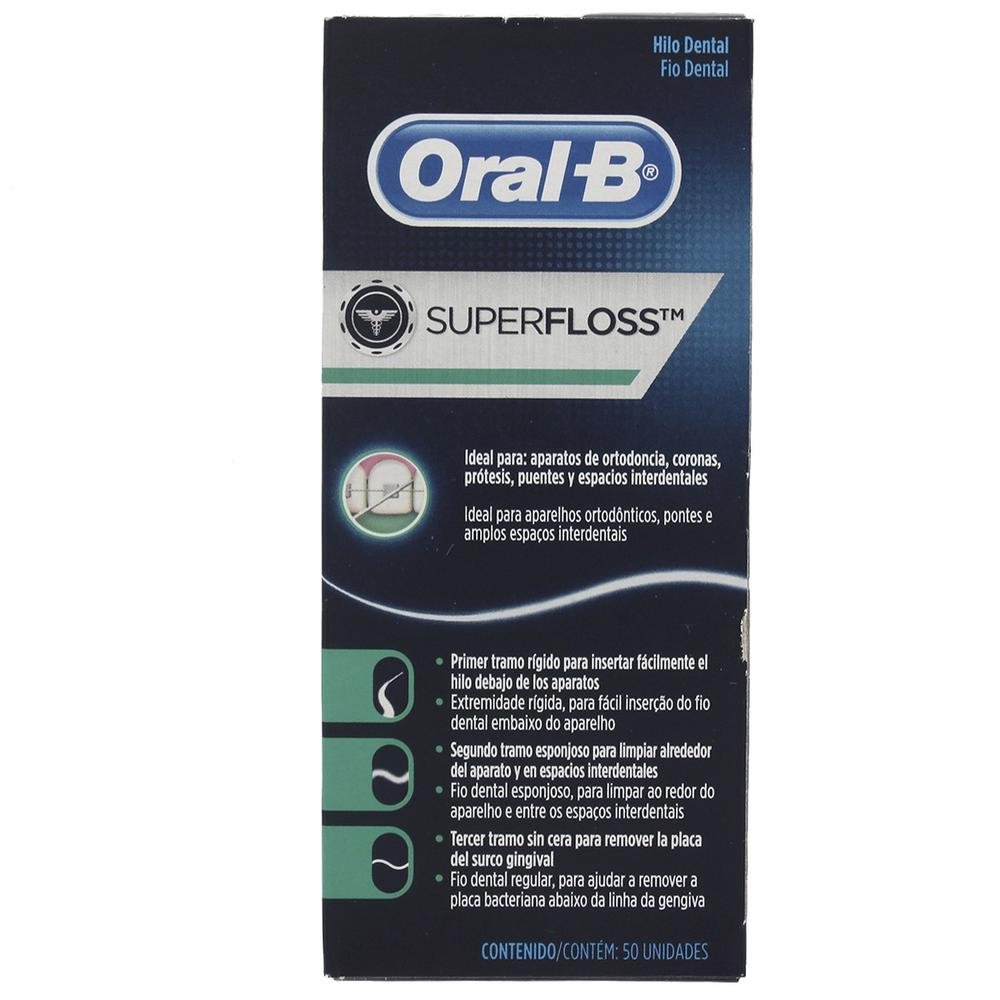 Hilo Dental
Fio Dental
Oral-B®
SUPERFLOSS™
Ideal para: aparatos de ortodoncia, coronas,
prótesis, puentes y espacios interdentales
Ideal para aparelhos ortodônticos, pontes e
amplos espaços interdentais
• Primer tramo rígido para insertar fácilmente el
hilo debajo de los aparatos
• Extremidade rígida, para fácil inserção do fio
dental embaixo do aparelho
• Segundo tramo esponjoso para limpiar alrededor
del aparato y en espacios interdentales
• Fio dental esponjoso, para limpar ao redor do
aparelho e entre os espaços interdentais
• Tercer tramo sin cera para remover la placa
del surco gingival
• Fio dental regular, para ajudar a remover a
placa bacteriana abaixo da linha da gengiva
CONTENIDO/CONTÉM: 50 UNIDADES